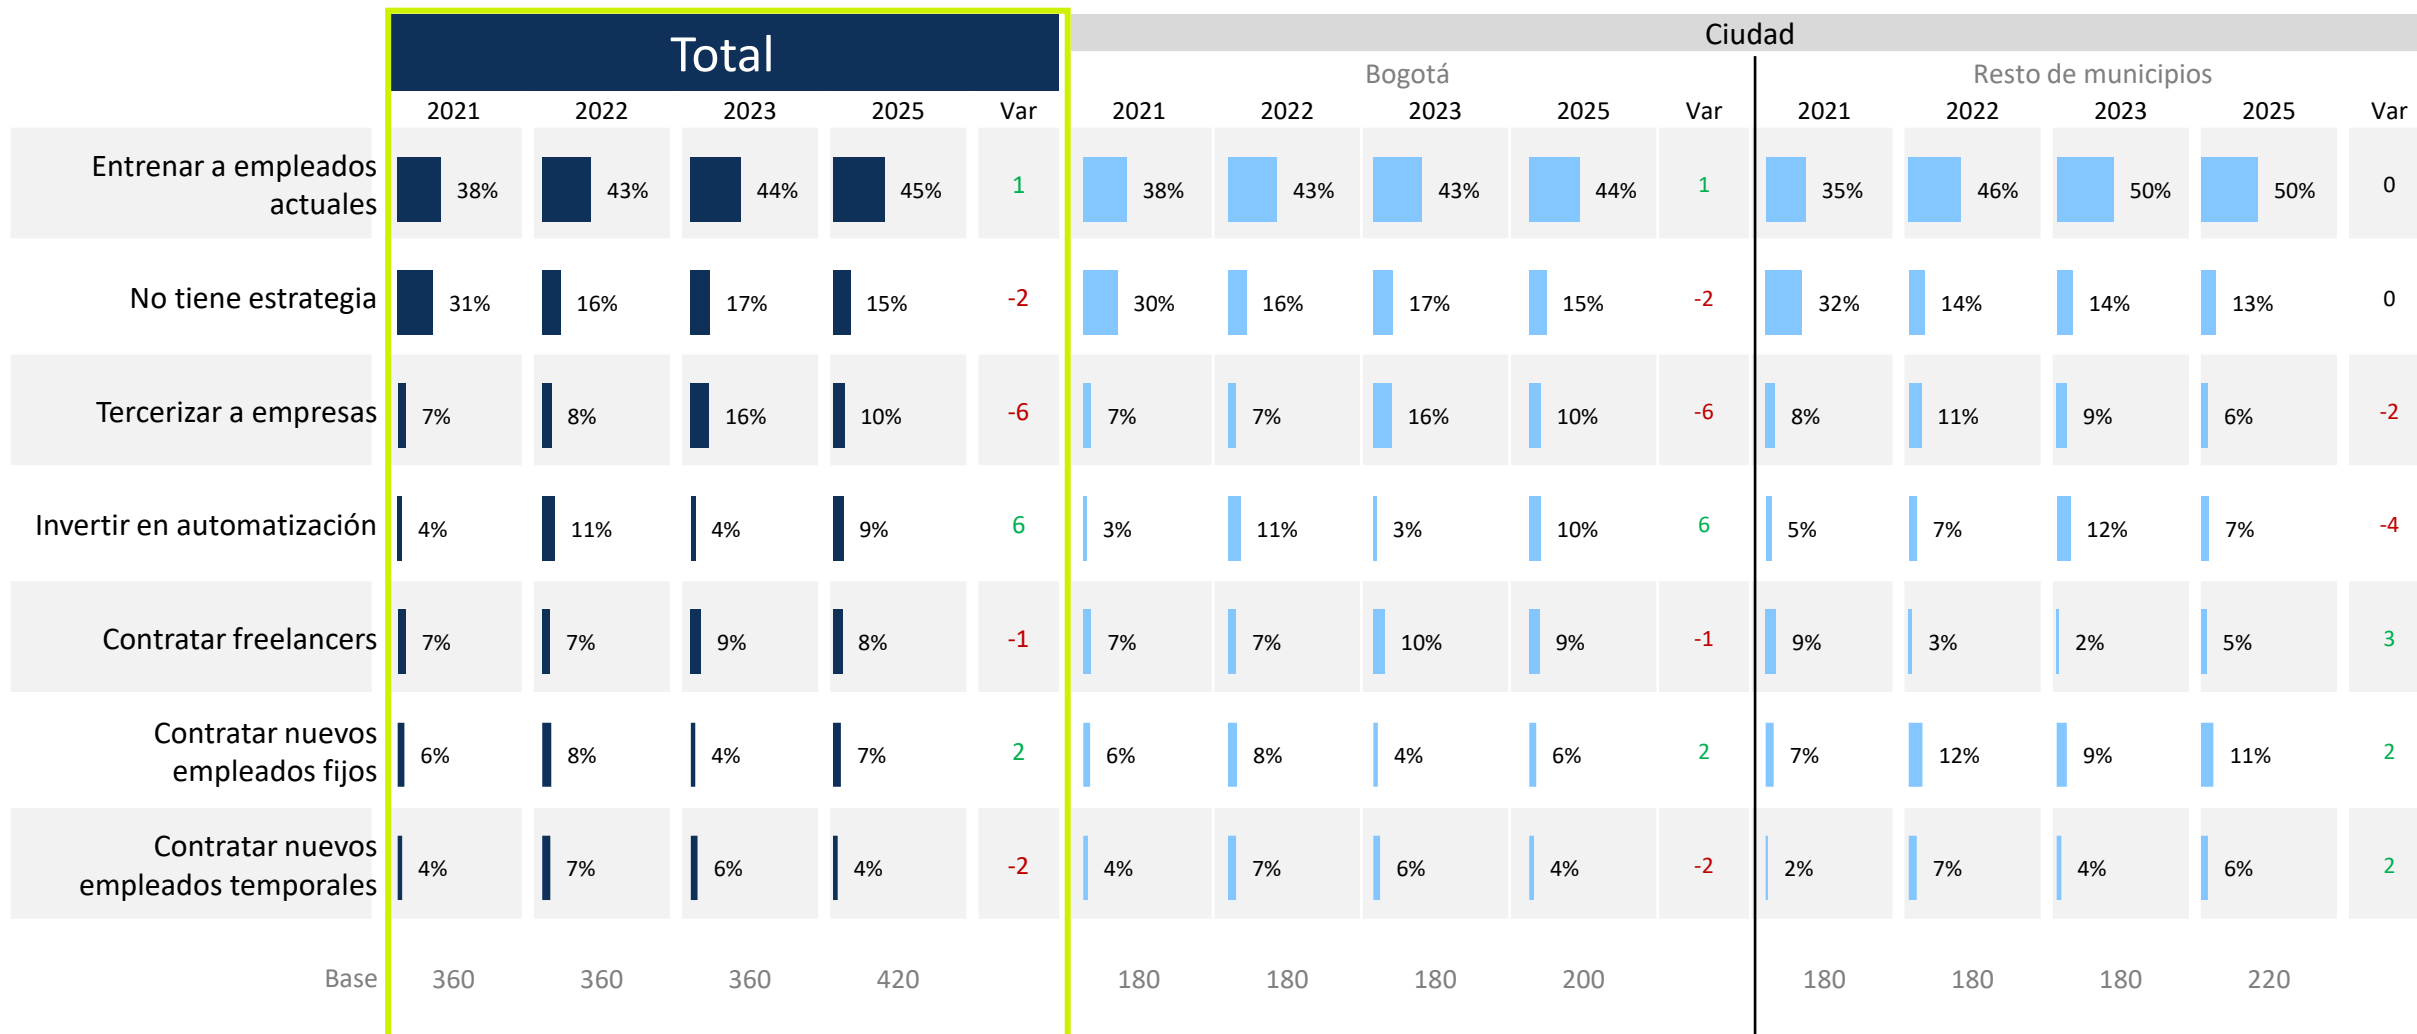 Total
Ciudad
Bogotá
Resto de municipios
2021 2022 2023 2025 Var 2021 2022 2023 2025 Var 2021 2022 2023 2025 Var
Entrenar a empleados
actuales
38% 43% 44% 45% 1 38% 43% 43% 44% 1 35% 46% 50% 50% 0
No tiene estrategia 31% 16% 17% 15% -2 30% 16% 17% 15% -2 32% 14% 14% 13% 0
Tercerizar a empresas 7% 8% 16% 10% -6 7% 7% 16% 10% -6 8% 11% 9% 6% -2
Invertir en automatización 4% 11% 4% 9% 6 3% 11% 3% 10% 6 5% 7% 12% 7% -4
Contratar freelancers 7% 7% 9% 8% -1 7% 7% 10% 9% -1 9% 3% 2% 5% 3
Contratar nuevos
empleados fijos
6% 8% 4% 7% 2 6% 8% 4% 6% 2 7% 12% 9% 11% 2
Contratar nuevos
empleados temporales
4% 7% 6% 4% -2 4% 7% 6% 4% -2 2% 7% 4% 6% 2
Base 360 360 360 420 180 180 180 200 180 180 180 220